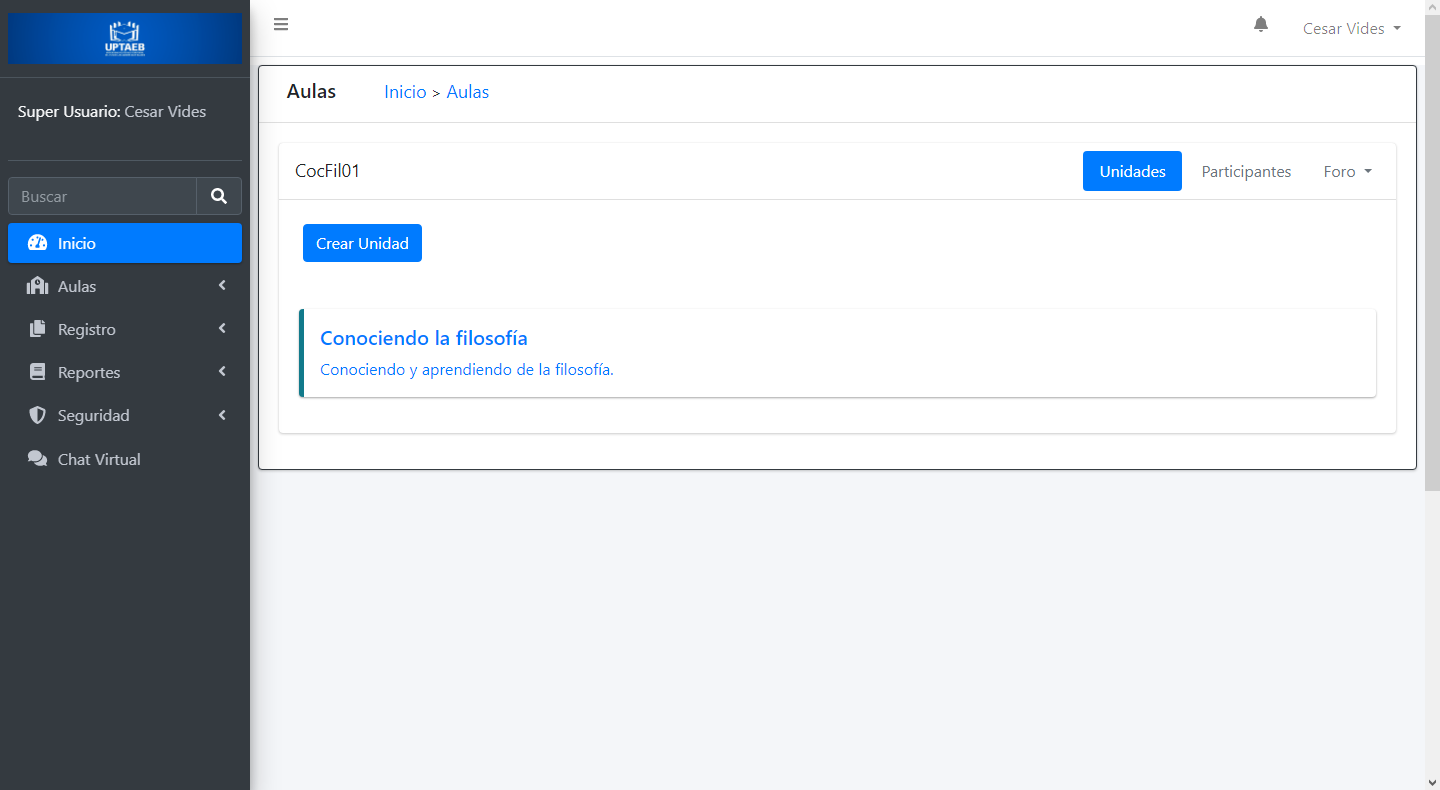 UPTAEB
Super Usuario: Cesar Vides
Buscar
Inicio
Aulas
Registro
Reportes
Seguridad
Chat Virtual
Cesar Vides
Aulas Inicio > Aulas
CocFil01 Unidades Participantes Foro
Crear Unidad
Conociendo la filosofía
Conociendo y aprendiendo de la filosofía.